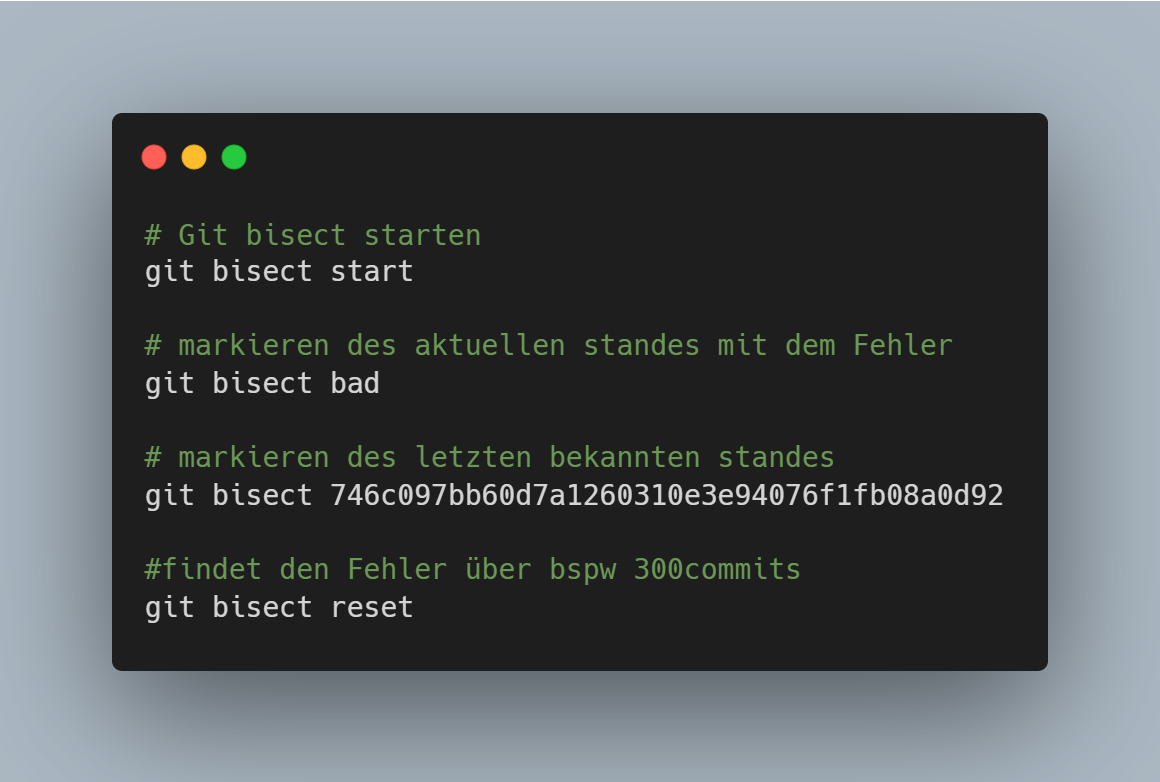 # Git bisect starten
git bisect start
# markieren des aktuellen standes mit dem Fehler
git bisect bad
# markieren des letzten bekannten standes
git bisect 746c097bb60d7a1260310e3e94076f1fb08a0d92
#findet den Fehler über bspw 300commits
git bisect reset